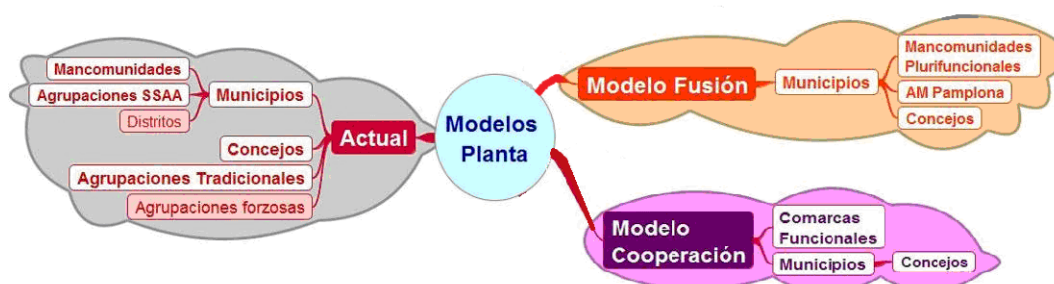 Modelos
Planta
Actual
Municipios
Mancomunidades
Agrupaciones SSAA
Distritos
Concejos
Agrupaciones Tradicionales
Agrupaciones forzosas
Modelo Fusión
Municipios
Mancomunidades
Plurifuncionales
AM Pamplona
Concejos
Modelo
Cooperación
Comarcas
Funcionales
Municipios
Concejos